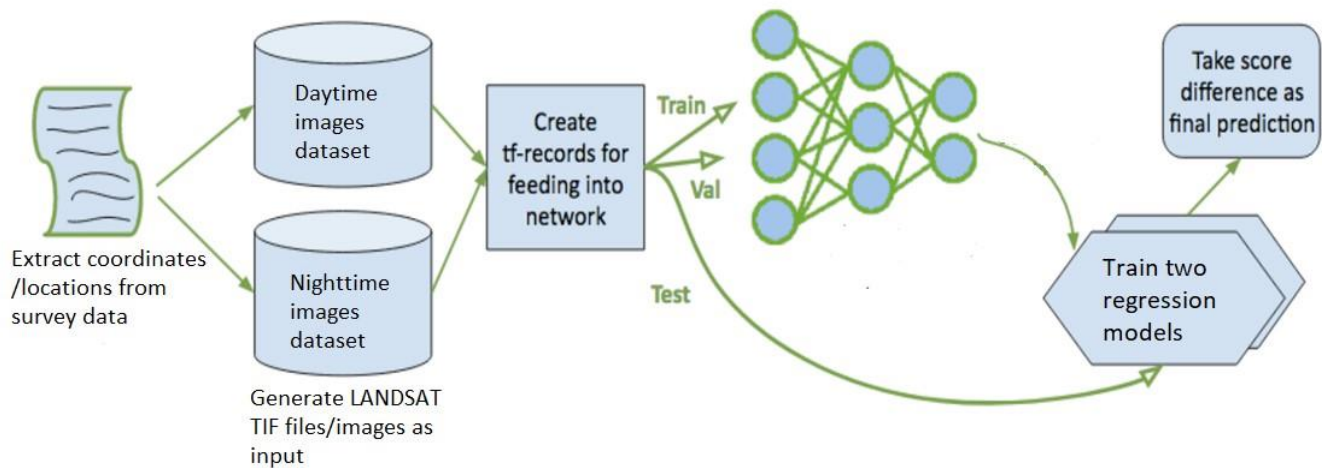 Extract coordinates
/locations from
survey data
Daytime
images
dataset
Nighttime
images
dataset
Generate LANDSAT
TIF files/images as
input
Create
tf-records for
feeding into
network
Train
Val
Test
Train two
regression
models
Take score
difference as
final prediction